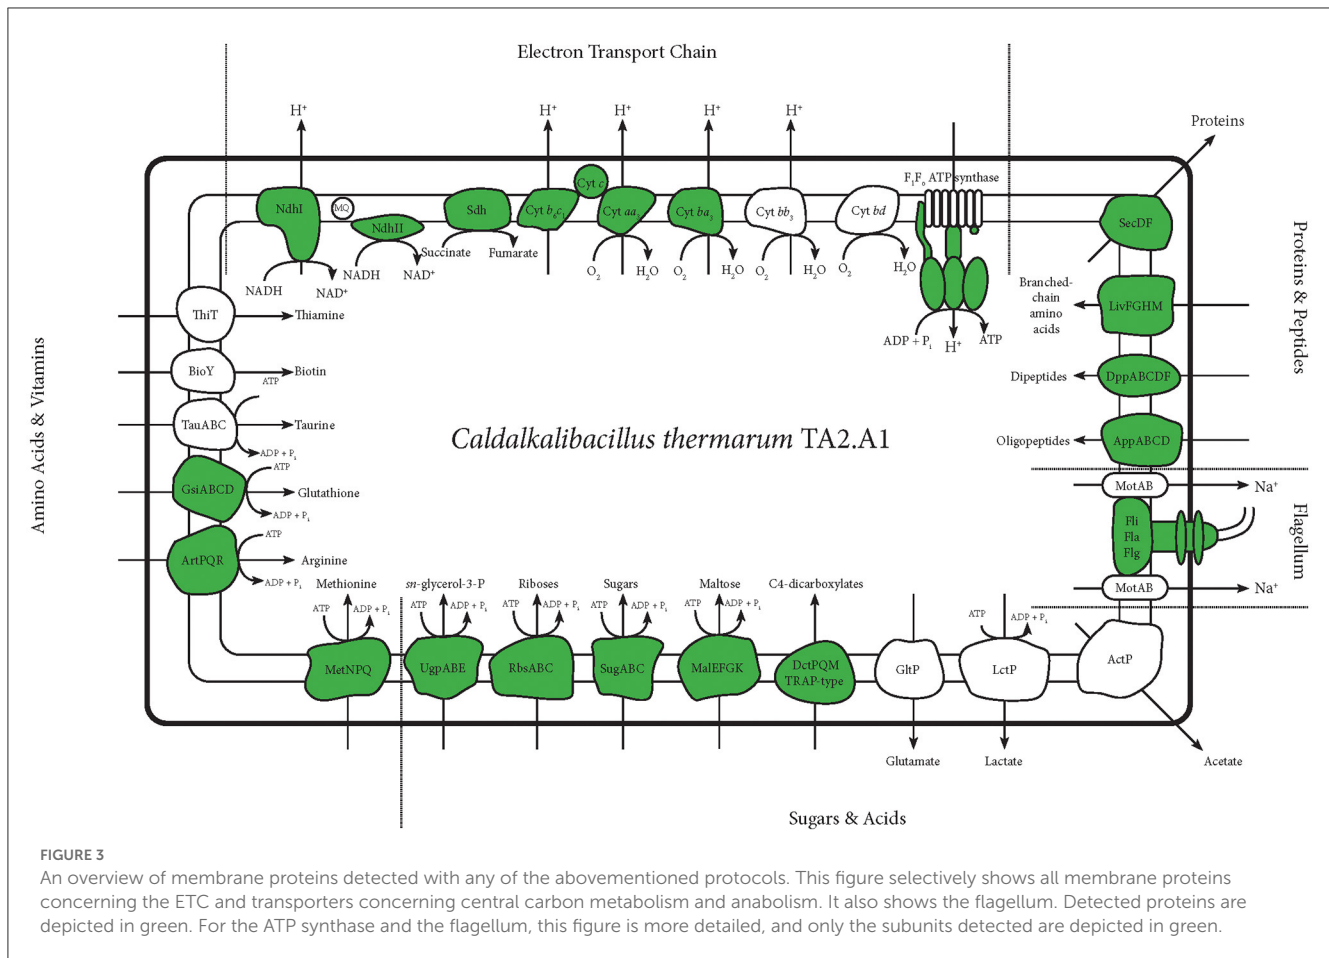 Electron Transport Chain
H⁺
H⁺
H⁺
H⁺
H⁺
Proteins
F₁F₀ ATP synthase
Cyt c
NdhI
MQ
NdhII
Sdh
Cyt b₆c₁
Cyt aa₃
Cyt ba₃
Cyt bb₃
Cyt bd
SecDF
NADH
NAD⁺
NADH
NAD⁺
Succinate
Fumarate
O₂
H₂O
O₂
H₂O
O₂
H₂O
O₂
H₂O
ADP + Pᵢ
H⁺
ATP
Branched-
chain
amino
acids
LivFGHM
Dipeptides
DppABCDF
Oligopeptides
AppABCD
Proteins & Peptides
Amino Acids & Vitamins
ThiT
Thiamine
BioY
Biotin
ATP
TauABC
Taurine
ADP + Pᵢ
ATP
GsiABCD
Glutathione
ADP + Pᵢ
ATP
ArtPQR
Arginine
ADP + Pᵢ
Caldalkalibacillus thermarum TA2.A1
MotAB
Na⁺
Fli
Fla
Flg
MotAB
Na⁺
Flagellum
Methionine
ATP
ADP + Pᵢ
MetNPQ
sn-glycerol-3-P
ATP
ADP + Pᵢ
UgpABE
Riboses
ATP
ADP + Pᵢ
RbsABC
Sugars
ATP
ADP + Pᵢ
SugABC
Maltose
ATP
ADP + Pᵢ
MalEFGK
C4-dicarboxylates
DctPQM
TRAP-type
GltP
Glutamate
ATP
ADP + Pᵢ
LctP
Lactate
ActP
Acetate
Sugars & Acids
FIGURE 3
An overview of membrane proteins detected with any of the abovementioned protocols. This figure selectively shows all membrane proteins
concerning the ETC and transporters concerning central carbon metabolism and anabolism. It also shows the flagellum. Detected proteins are
depicted in green. For the ATP synthase and the flagellum, this figure is more detailed, and only the subunits detected are depicted in green.